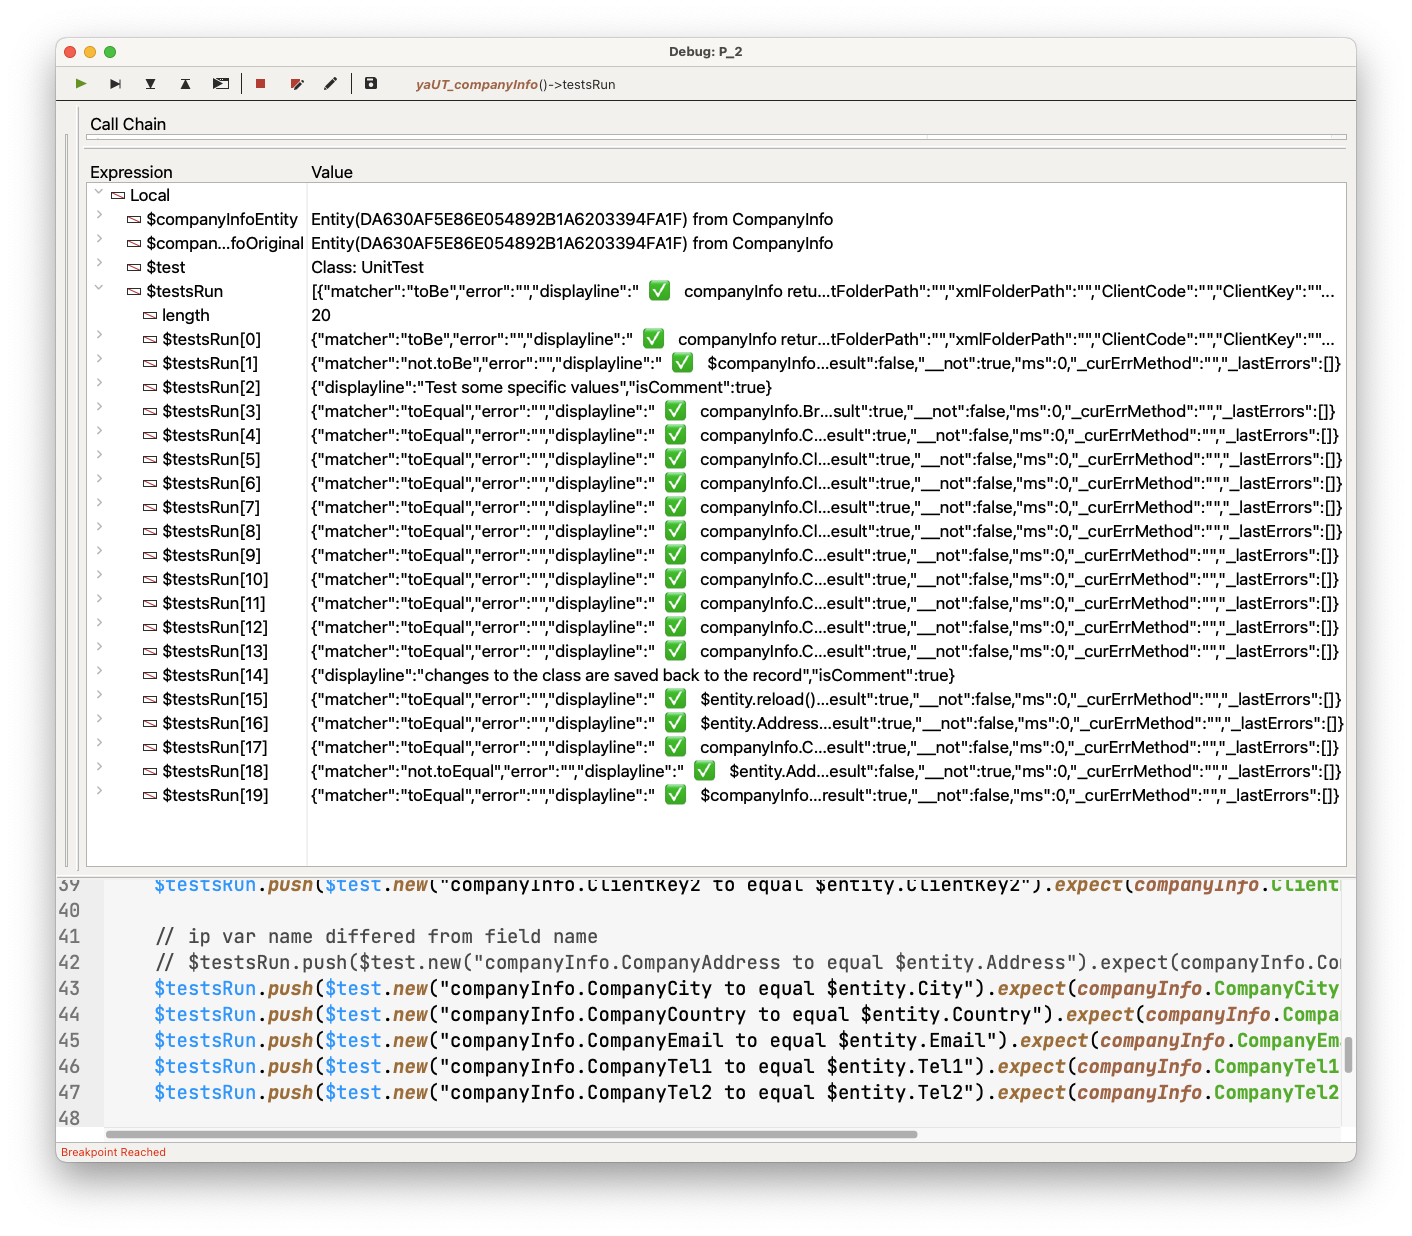 Debug: P_2
yaUT_companyInfo()->testsRun
Call Chain
Expression Value
Local
$companyInfoEntity Entity(DA630AF5E86E054892B1A6203394FA1F) from CompanyInfo
$compan...foOriginal Entity(DA630AF5E86E054892B1A6203394FA1F) from CompanyInfo
$test Class: UnitTest
$testsRun [{"matcher":"toBe","error":"","displayline":" ✅ companyInfo retu...tFolderPath":"","xmlFolderPath":"","ClientCode":"","ClientKey":""...
length 20
$testsRun[0] {"matcher":"toBe","error":"","displayline":" ✅ companyInfo retur...tFolderPath":"","xmlFolderPath":"","ClientCode":"","ClientKey":""...
$testsRun[1] {"matcher":"not.toBe","error":"","displayline":" ✅ $companyInfo...esult":false,"__not":true,"ms":0,"_curErrMethod":"","_lastErrors":[]}
$testsRun[2] {"displayline":"Test some specific values","isComment":true}
$testsRun[3] {"matcher":"toEqual","error":"","displayline":" ✅ companyInfo.Br...sult":true,"__not":false,"ms":0,"_curErrMethod":"","_lastErrors":[]}
$testsRun[4] {"matcher":"toEqual","error":"","displayline":" ✅ companyInfo.C...esult":true,"__not":false,"ms":0,"_curErrMethod":"","_lastErrors":[]}
$testsRun[5] {"matcher":"toEqual","error":"","displayline":" ✅ companyInfo.Cl...esult":true,"__not":false,"ms":0,"_curErrMethod":"","_lastErrors":[]}
$testsRun[6] {"matcher":"toEqual","error":"","displayline":" ✅ companyInfo.Cl...esult":true,"__not":false,"ms":0,"_curErrMethod":"","_lastErrors":[]}
$testsRun[7] {"matcher":"toEqual","error":"","displayline":" ✅ companyInfo.Cl...esult":true,"__not":false,"ms":0,"_curErrMethod":"","_lastErrors":[]}
$testsRun[8] {"matcher":"toEqual","error":"","displayline":" ✅ companyInfo.Cl...esult":true,"__not":false,"ms":0,"_curErrMethod":"","_lastErrors":[]}
$testsRun[9] {"matcher":"toEqual","error":"","displayline":" ✅ companyInfo.C...esult":true,"__not":false,"ms":0,"_curErrMethod":"","_lastErrors":[]}
$testsRun[10] {"matcher":"toEqual","error":"","displayline":" ✅ companyInfo.C...esult":true,"__not":false,"ms":0,"_curErrMethod":"","_lastErrors":[]}
$testsRun[11] {"matcher":"toEqual","error":"","displayline":" ✅ companyInfo.C...esult":true,"__not":false,"ms":0,"_curErrMethod":"","_lastErrors":[]}
$testsRun[12] {"matcher":"toEqual","error":"","displayline":" ✅ companyInfo.C...esult":true,"__not":false,"ms":0,"_curErrMethod":"","_lastErrors":[]}
$testsRun[13] {"matcher":"toEqual","error":"","displayline":" ✅ companyInfo.C...esult":true,"__not":false,"ms":0,"_curErrMethod":"","_lastErrors":[]}
$testsRun[14] {"displayline":"changes to the class are saved back to the record","isComment":true}
$testsRun[15] {"matcher":"toEqual","error":"","displayline":" ✅ $entity.reload()...esult":true,"__not":false,"ms":0,"_curErrMethod":"","_lastErrors":[]}
$testsRun[16] {"matcher":"toEqual","error":"","displayline":" ✅ $entity.Address...esult":true,"__not":false,"ms":0,"_curErrMethod":"","_lastErrors":[]}
$testsRun[17] {"matcher":"toEqual","error":"","displayline":" ✅ companyInfo.C...esult":true,"__not":false,"ms":0,"_curErrMethod":"","_lastErrors":[]}
$testsRun[18] {"matcher":"not.toEqual","error":"","displayline":" ✅ $entity.Add...esult":false,"__not":true,"ms":0,"_curErrMethod":"","_lastErrors":[]}
$testsRun[19] {"matcher":"toEqual","error":"","displayline":" ✅ $companyInfo...result":true,"__not":false,"ms":0,"_curErrMethod":"","_lastErrors":[]}
39 $testsRun.push($test.new("companyInfo.ClientKey2 to equal $entity.ClientKey2").expect(companyInfo.Client
40
41 // ip var name differed from field name
42 // $testsRun.push($test.new("companyInfo.CompanyAddress to equal $entity.Address").expect(companyInfo.Co
43 $testsRun.push($test.new("companyInfo.CompanyCity to equal $entity.City").expect(companyInfo.CompanyCity
44 $testsRun.push($test.new("companyInfo.CompanyCountry to equal $entity.Country").expect(companyInfo.Compa
45 $testsRun.push($test.new("companyInfo.CompanyEmail to equal $entity.Email").expect(companyInfo.CompanyEm
46 $testsRun.push($test.new("companyInfo.CompanyTel1 to equal $entity.Tel1").expect(companyInfo.CompanyTel1
47 $testsRun.push($test.new("companyInfo.CompanyTel2 to equal $entity.Tel2").expect(companyInfo.CompanyTel2
48
Breakpoint Reached